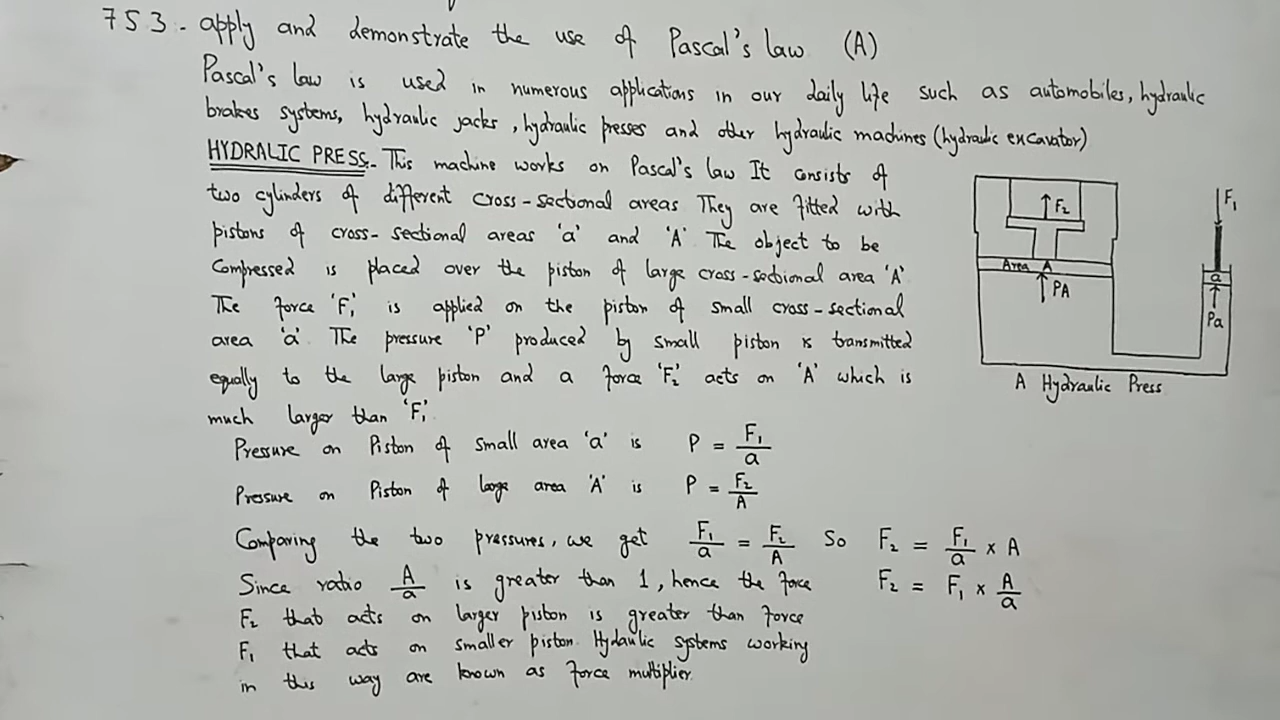 753. apply and demonstrate the use of Pascal's law (A)
Pascal's law is used in numerous applications in our daily life such as automobiles, hydraulic
brakes systems, hydraulic jacks, hydraulic presses and other hydraulic machines (hydraulic excavator)
HYDRALIC PRESS. This machine works on Pascal's law It consists of
two cylinders of different cross-sectional areas They are fitted with
pistons of cross-sectional areas 'a' and 'A' The object to be
Compressed is placed over the piston of large cross-sectional area 'A'
The force 'F₁' is applied on the piston of small cross-sectional
area 'a' The pressure 'P' produced by small piston is transmitted
equally to the large piston and a force 'F₂' acts on 'A' which is
much larger than 'F₁'
Pressure on Piston of small area 'a' is P = F₁/a
Pressure on Piston of large area 'A' is P = F₂/A
Comparing the two pressures, we get F₁/a = F₂/A So F₂ = F₁/a × A
Since ratio A/a is greater than 1, hence the force F₂ = F₁ × A/a
F₂ that acts on larger piston is greater than force
F₁ that acts on smaller piston. Hydaulic systems working
in this way are known as force multiplier.
F₂
Area A
PA
F₁
a
Pa
A Hydraulic Press